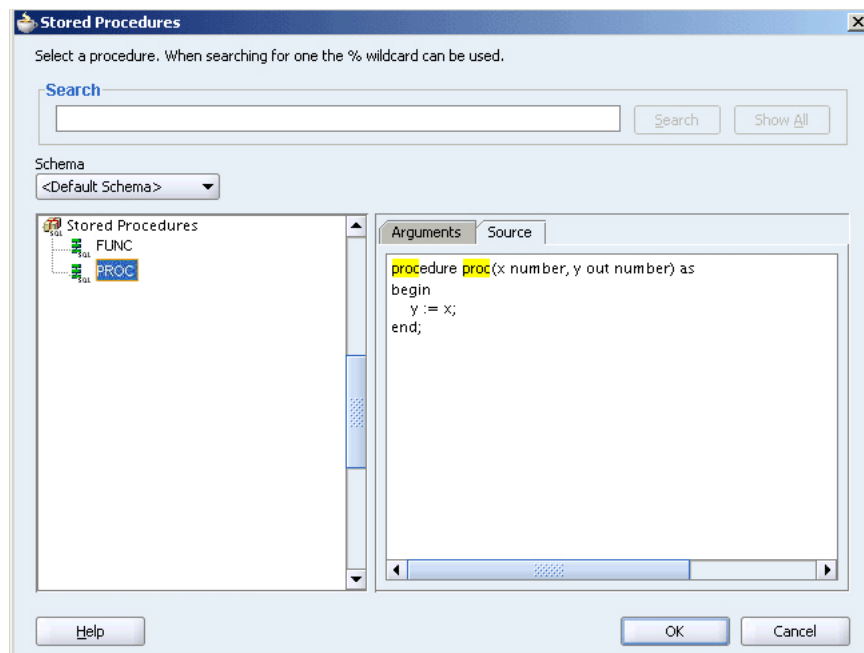 Stored Procedures
Select a procedure. When searching for one the % wildcard can be used.
Search
Search
Show All
Schema
<Default Schema>
Stored Procedures
FUNC
PROC
Arguments
Source
procedure proc(x number, y out number) as
begin
y := x;
end;
Help
OK
Cancel